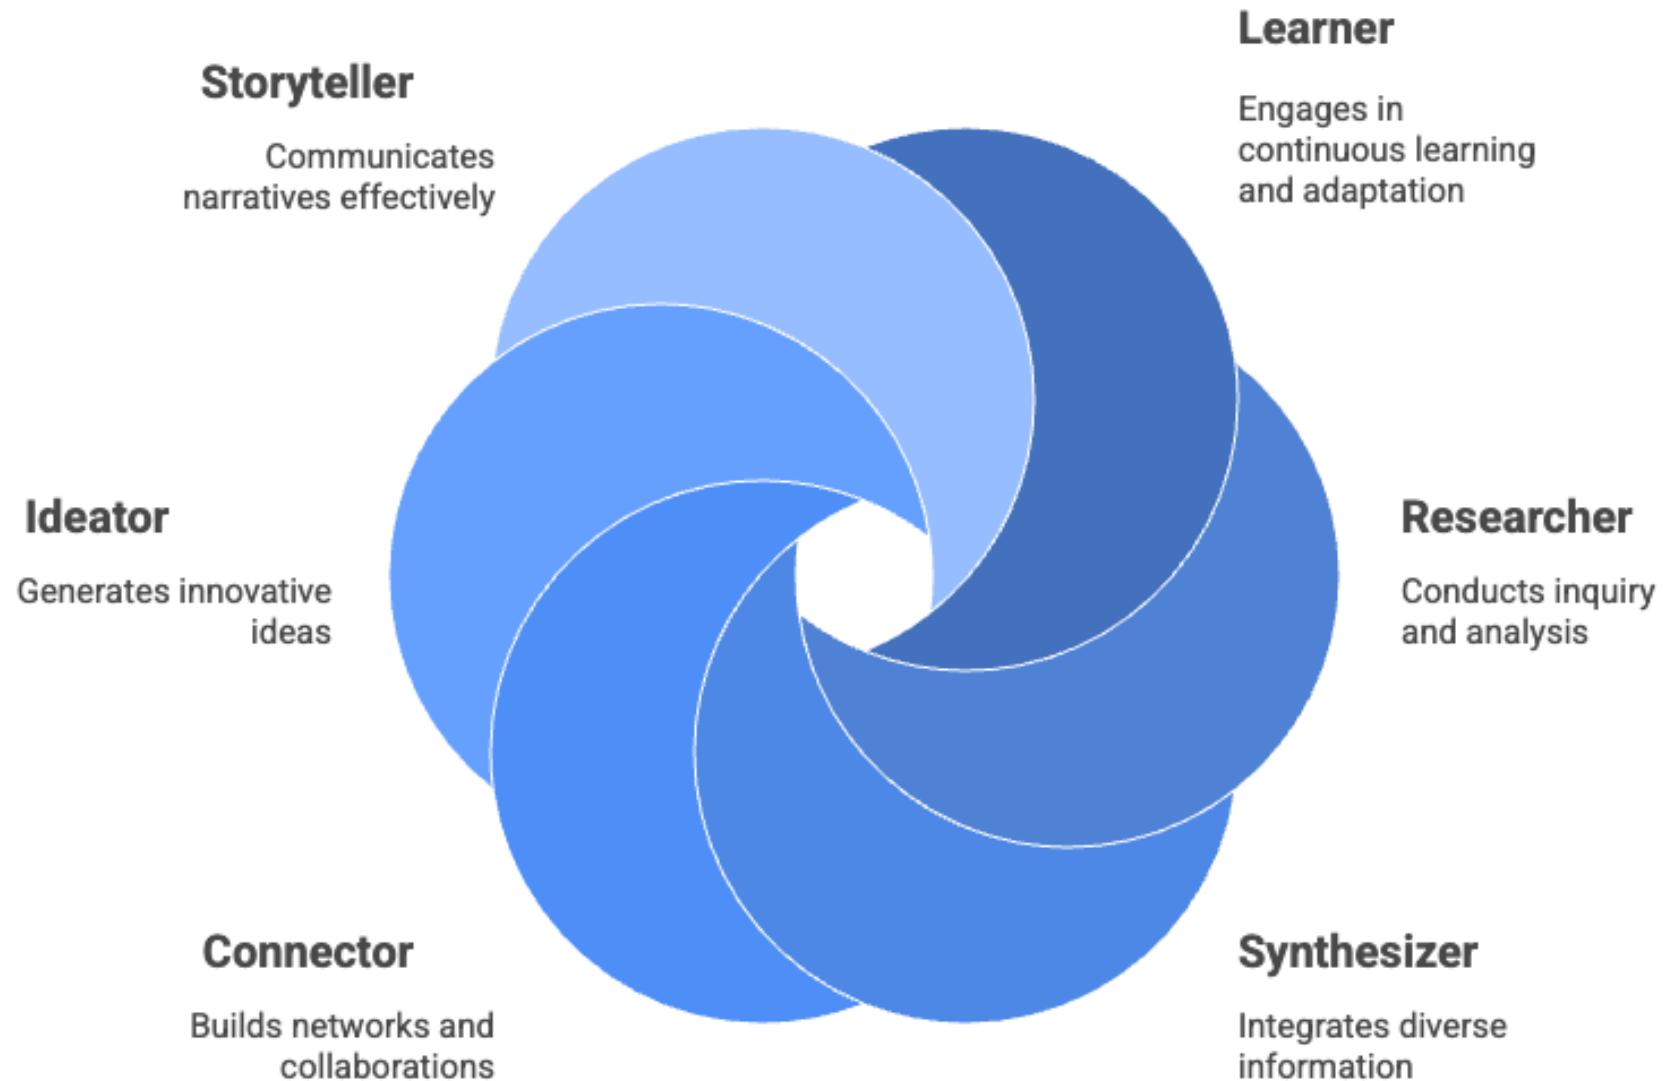 Learner
Engages in
continuous learning
and adaptation
Storyteller
Communicates
narratives effectively
Ideator
Generates innovative
ideas
Researcher
Conducts inquiry
and analysis
Connector
Builds networks and
collaborations
Synthesizer
Integrates diverse
information